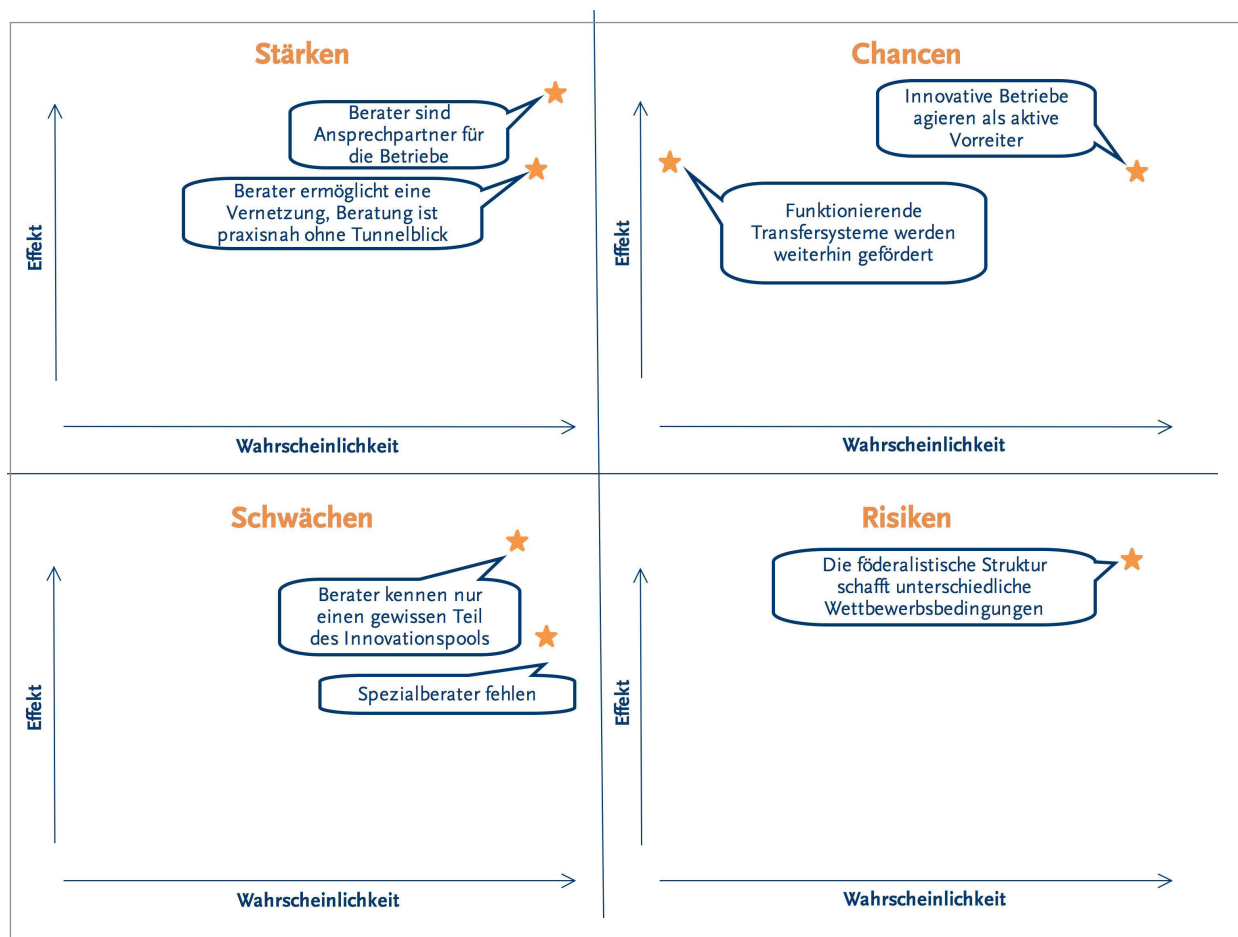 Stärken
Berater sind
Ansprechpartner für
die Betriebe
Berater ermöglicht eine
Vernetzung, Beratung ist
praxisnah ohne Tunnelblick
Effekt
Wahrscheinlichkeit
Chancen
Innovative Betriebe
agieren als aktive
Vorreiter
Funktionierende
Transfersysteme werden
weiterhin gefördert
Effekt
Wahrscheinlichkeit
Schwächen
Berater kennen nur
einen gewissen Teil
des Innovationspools
Spezialberater fehlen
Effekt
Wahrscheinlichkeit
Risiken
Die föderalistische Struktur
schafft unterschiedliche
Wettbewerbsbedingungen
Effekt
Wahrscheinlichkeit